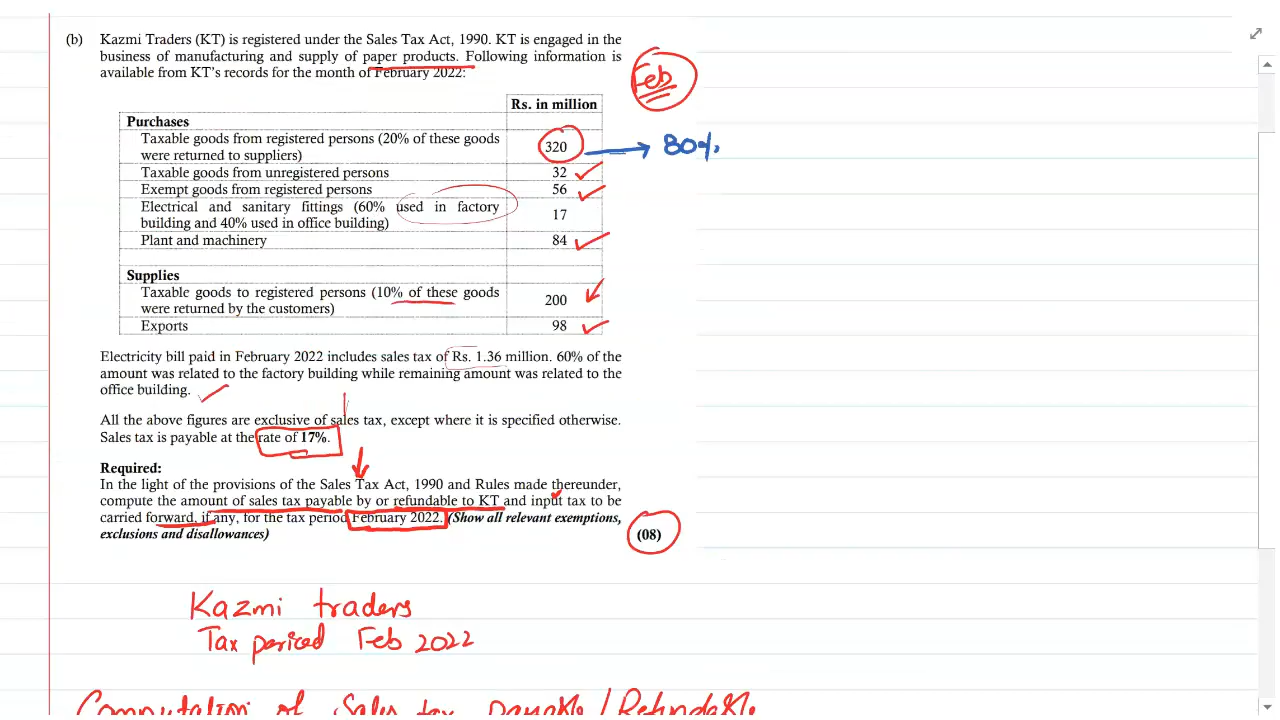 (b) Kazmi Traders (KT) is registered under the Sales Tax Act, 1990. KT is engaged in the
business of manufacturing and supply of paper products. Following information is
available from KT's records for the month of February 2022:
Feb
Rs. in million
Purchases
Taxable goods from registered persons (20% of these goods
were returned to suppliers) 320
80%
Taxable goods from unregistered persons 32
Exempt goods from registered persons 56
Electrical and sanitary fittings (60% used in factory
building and 40% used in office building) 17
Plant and machinery 84
Supplies
Taxable goods to registered persons (10% of these goods
were returned by the customers) 200
Exports 98
Electricity bill paid in February 2022 includes sales tax of Rs. 1.36 million. 60% of the
amount was related to the factory building while remaining amount was related to the
office building.
All the above figures are exclusive of sales tax, except where it is specified otherwise.
Sales tax is payable at the rate of 17%.
Required:
In the light of the provisions of the Sales Tax Act, 1990 and Rules made thereunder,
compute the amount of sales tax payable by or refundable to KT and input tax to be
carried forward, if any, for the tax period February 2022. (Show all relevant exemptions,
exclusions and disallowances) (08)
Kazmi traders
Tax period Feb 2022
Computation of Sales tax payable / Refundable